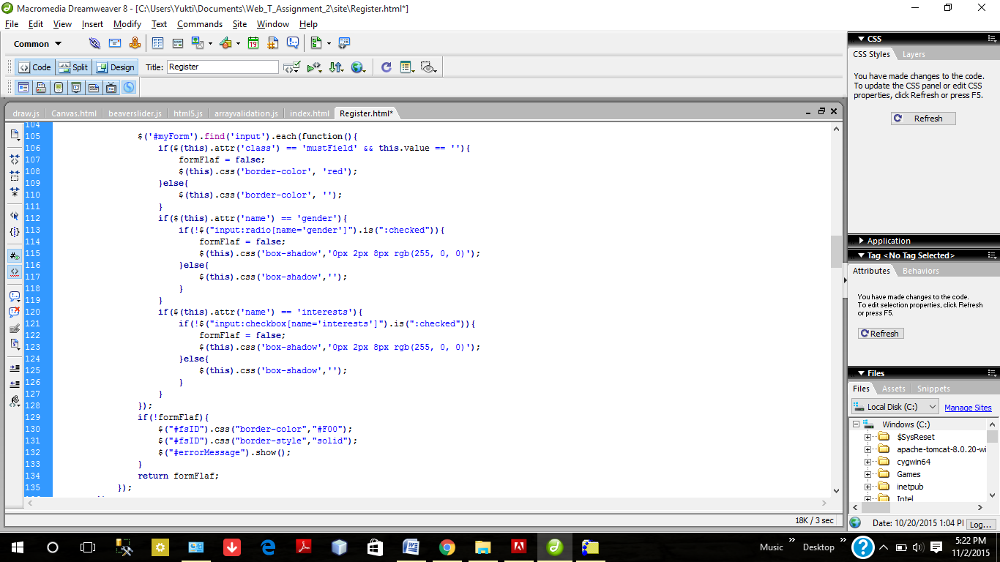 Macromedia Dreamweaver 8 - [C:\Users\Yukti\Documents\Web_T_Assignment_2\site\Register.html*]
File Edit View Insert Modify Text Commands Site Window Help
Common
Code Split Design Title: Register
draw.js Canvas.html beaverslider.js html5.js arrayvalidation.js index.html Register.html*
104
105 $('#myForm').find('input').each(function(){
106 if($(this).attr('class') == 'mustField' && this.value == ''){
107 formFlaf = false;
108 $(this).css('border-color', 'red');
109 }else{
110 $(this).css('border-color', '');
111 }
112 if($(this).attr('name') == 'gender'){
113 if(!$("input:radio[name='gender']").is(":checked")){
114 formFlaf = false;
115 $(this).css('box-shadow','0px 2px 8px rgb(255, 0, 0)');
116 }else{
117 $(this).css('box-shadow','');
118 }
119 }
120 if($(this).attr('name') == 'interests'){
121 if(!$("input:checkbox[name='interests']").is(":checked")){
122 formFlaf = false;
123 $(this).css('box-shadow','0px 2px 8px rgb(255, 0, 0)');
124 }else{
125 $(this).css('box-shadow','');
126 }
127 }
128 });
129 if(!formFlaf){
130 $("#fsID").css("border-color","#F00");
131 $("#fsID").css("border-style","solid");
132 $("#errorMessage").show();
133 }
134 return formFlaf;
135 });
18K / 3 sec
CSS
CSS Styles Layers
You have made changes to the code.
To update the CSS panel or edit CSS
properties, click Refresh or press F5.
Refresh
Application
Tag <No Tag Selected>
Attributes Behaviors
You have made changes to the code.
To edit selection properties, click Refresh
or press F5.
Refresh
Files
Files Assets Snippets
Local Disk (C:) Manage Sites
Windows (C:)
$SysReset
apache-tomcat-8.0.20-wi
cygwin64
Games
inetpub
Intel
Date: 10/20/2015 1:04 PI Log...
Music Desktop
5:22 PM
11/2/2015